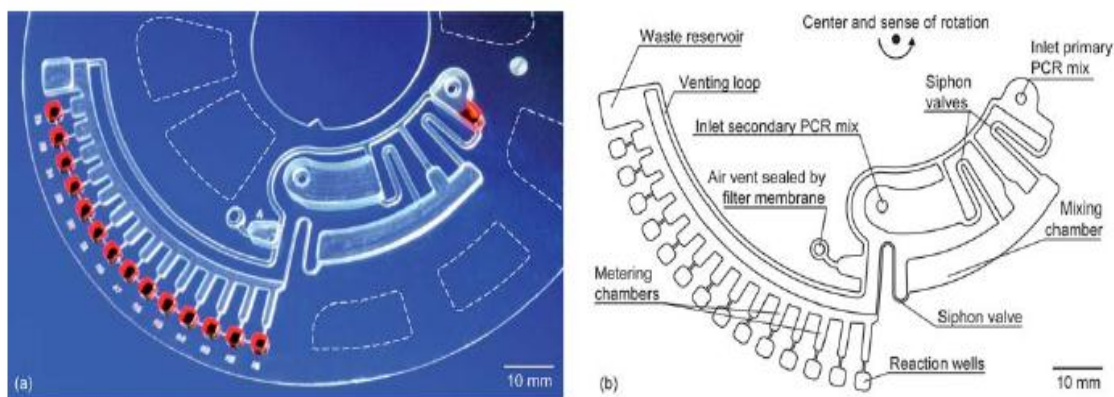 (a)
10 mm
Center and sense of rotation
Waste reservoir
Inlet primary
PCR mix
Siphon
valves
Venting loop
Inlet secondary PCR mix
Air vent sealed by
filter membrane
Mixing
chamber
Metering
chambers
Siphon valve
Reaction wells
(b)
10 mm